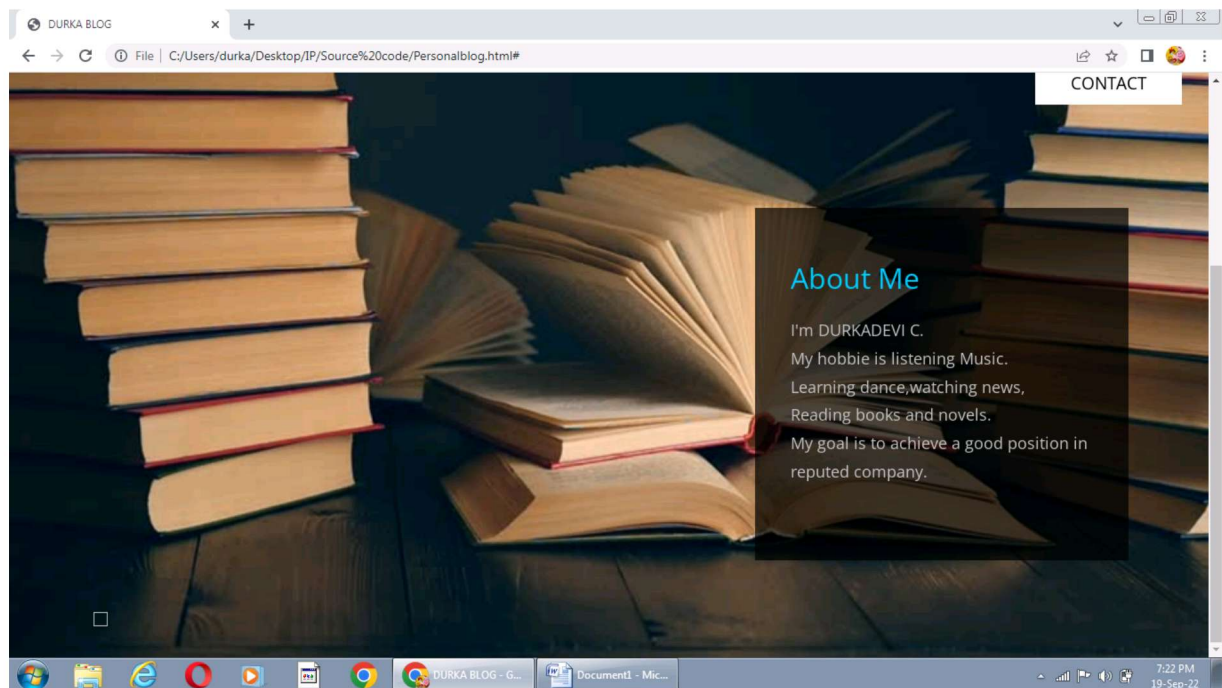 DURKA BLOG
File | C:/Users/durka/Desktop/IP/Source%20code/Personalblog.html#
CONTACT
About Me
I'm DURKADEVI C.
My hobbie is listening Music.
Learning dance,watching news,
Reading books and novels.
My goal is to achieve a good position in
reputed company.
DURKA BLOG - G...
Document1 - Mic...
7:22 PM
19-Sep-22